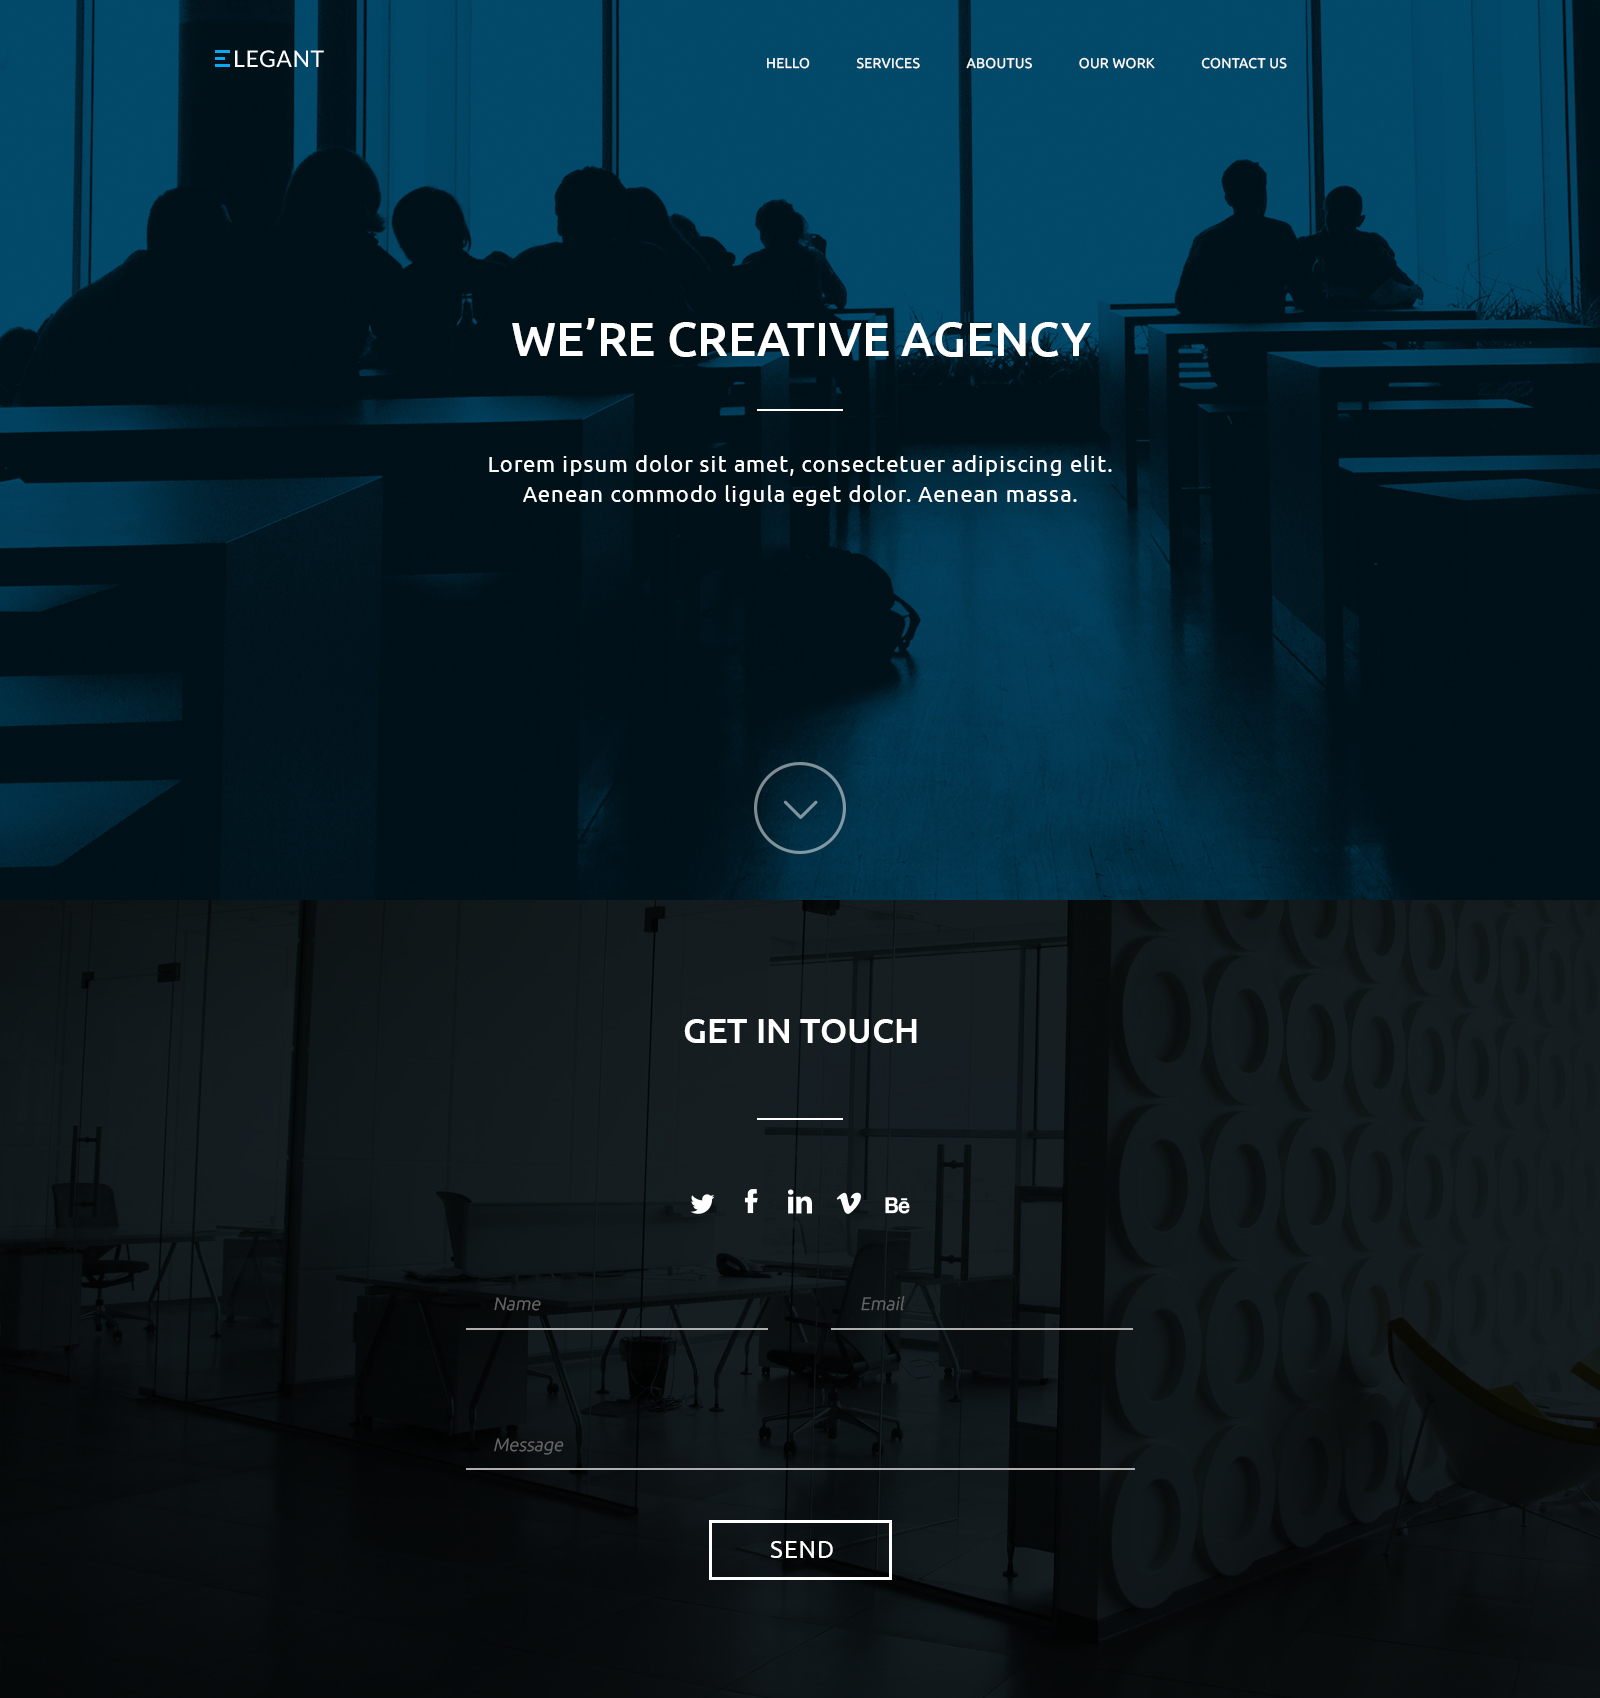 ELEGANT
HELLO SERVICES ABOUTUS OUR WORK CONTACT US
WE’RE CREATIVE AGENCY
Lorem ipsum dolor sit amet, consectetuer adipiscing elit.
Aenean commodo ligula eget dolor. Aenean massa.
GET IN TOUCH
Bē
Name
Email
Message
SEND